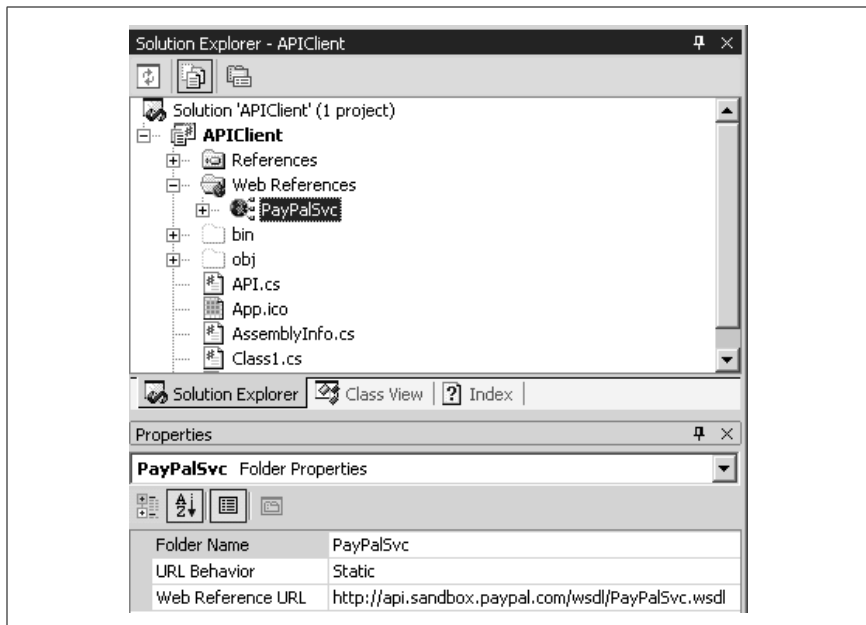 Solution Explorer - APIClient
Solution 'APIClient' (1 project)
APIClient
References
Web References
PayPalSvc
bin
obj
API.cs
App.ico
AssemblyInfo.cs
Class1.cs
Solution Explorer Class View Index
Properties
PayPalSvc Folder Properties
Folder Name PayPalSvc
URL Behavior Static
Web Reference URL http://api.sandbox.paypal.com/wsdl/PayPalSvc.wsdl